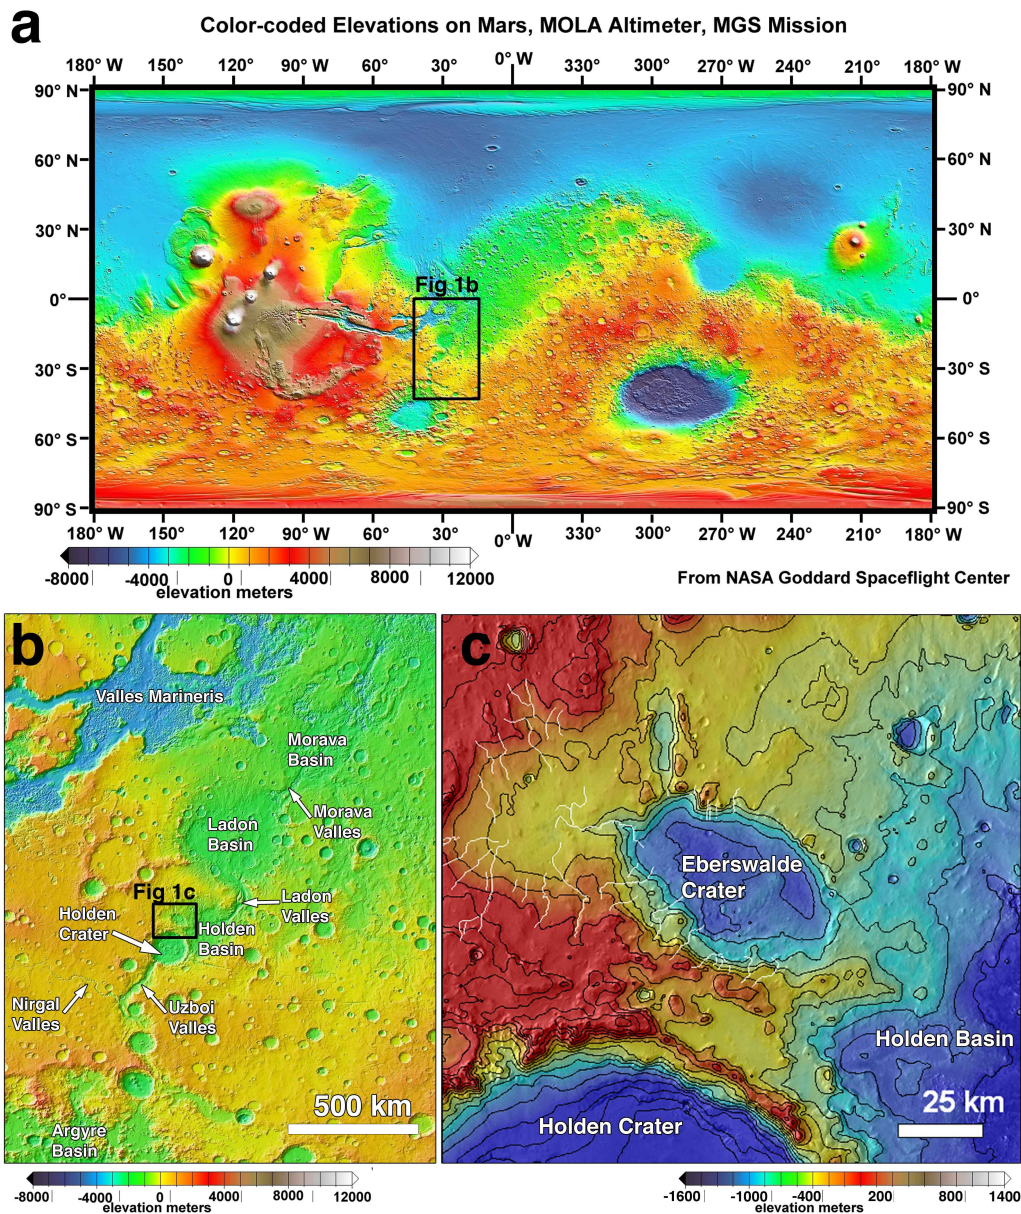 a
Color-coded Elevations on Mars, MOLA Altimeter, MGS Mission
180° W 150° 120° W 90° W 60° 30° 0° W 330° 300° 270° W 240° 210° 180° W
90° N 90° N
60° N 60° N
30° N 30° N
Fig 1b
0° 0°
30° S 30° S
60° S 60° S
90° S 90° S
180° W 150° 120° W 90° W 60° 30° 0° W 330° 300° 270° W 240° 210° 180° W
-8000 -4000 0 4000 8000 12000
elevation meters
From NASA Goddard Spaceflight Center
b
Valles Marineris
Morava
Basin
Morava
Valles
Ladon
Basin
Fig 1c
Ladon
Valles
Holden
Crater
Holden
Basin
Nirgal
Valles
Uzboi
Valles
500 km
Argyre
Basin
-8000 -4000 0 4000 8000 12000
elevation meters
c
Eberswalde
Crater
Holden Basin
25 km
Holden Crater
-1600 -1000 -400 200 800 1400
elevation meters